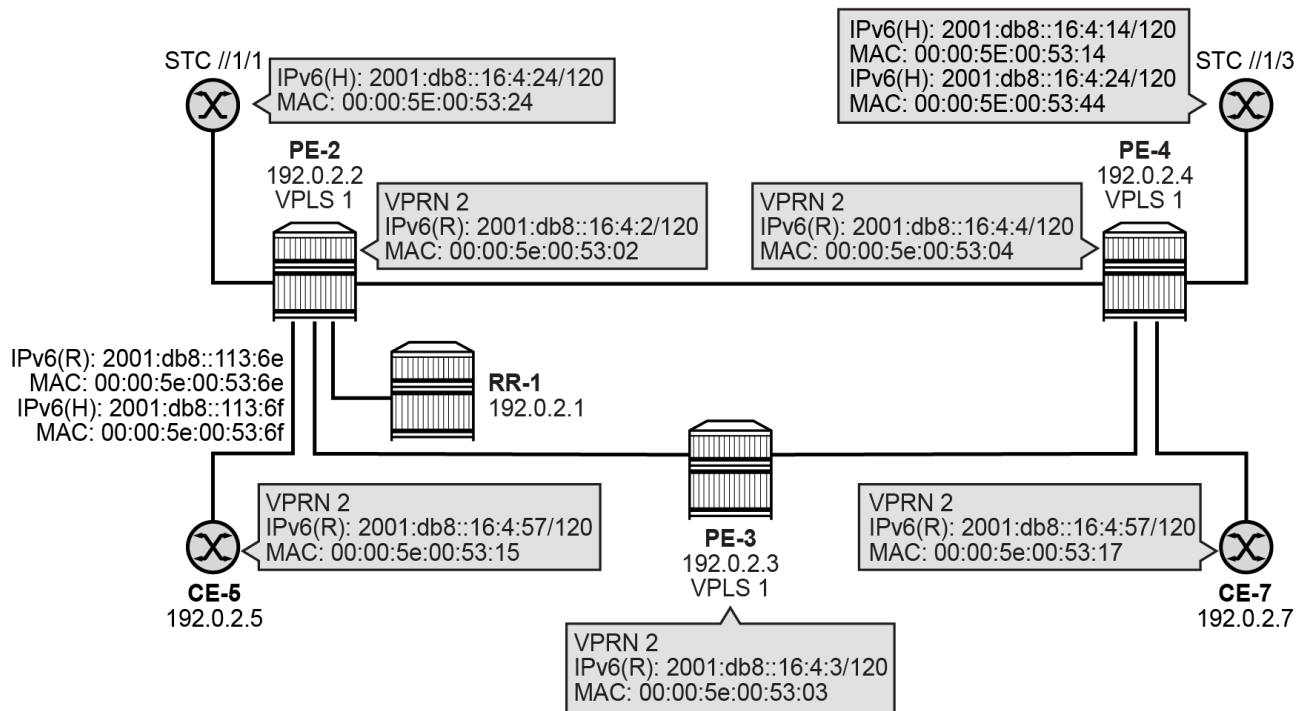 STC //1/1
IPv6(H): 2001:db8::16:4:24/120
MAC: 00:00:5E:00:53:24
IPv6(H): 2001:db8::16:4:14/120
MAC: 00:00:5E:00:53:14
IPv6(H): 2001:db8::16:4:24/120
MAC: 00:00:5E:00:53:44
STC //1/3
PE-2
192.0.2.2
VPLS 1
VPRN 2
IPv6(R): 2001:db8::16:4:2/120
MAC: 00:00:5e:00:53:02
VPRN 2
IPv6(R): 2001:db8::16:4:4/120
MAC: 00:00:5e:00:53:04
PE-4
192.0.2.4
VPLS 1
IPv6(R): 2001:db8::113:6e
MAC: 00:00:5e:00:53:6e
IPv6(H): 2001:db8::113:6f
MAC: 00:00:5e:00:53:6f
RR-1
192.0.2.1
VPRN 2
IPv6(R): 2001:db8::16:4:57/120
MAC: 00:00:5e:00:53:15
CE-5
192.0.2.5
PE-3
192.0.2.3
VPLS 1
VPRN 2
IPv6(R): 2001:db8::16:4:57/120
MAC: 00:00:5e:00:53:17
CE-7
192.0.2.7
VPRN 2
IPv6(R): 2001:db8::16:4:3/120
MAC: 00:00:5e:00:53:03